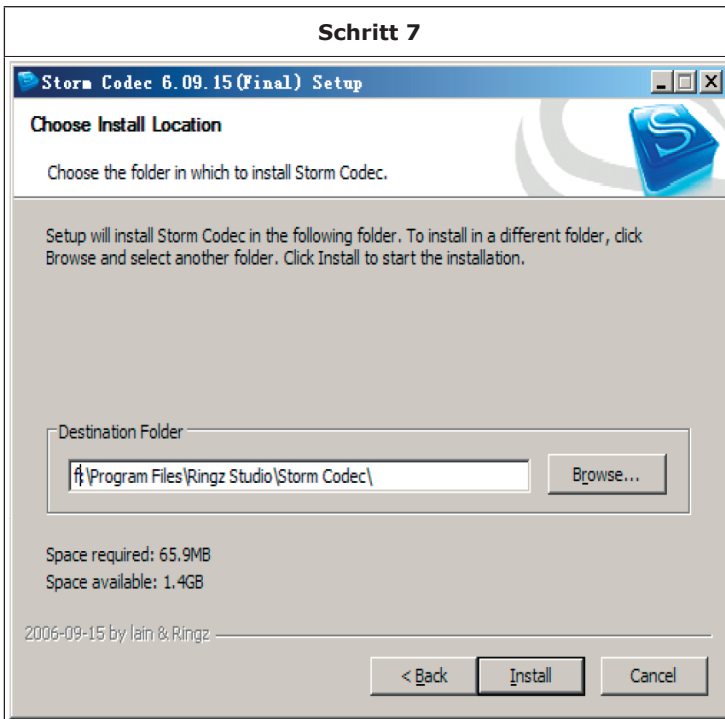 Schritt 7
Storm Codec 6.09.15(Final) Setup
Choose Install Location
Choose the folder in which to install Storm Codec.
S
Setup will install Storm Codec in the following folder. To install in a different folder, click
Browse and select another folder. Click Install to start the installation.
Destination Folder
f:\Program Files\Ringz Studio\Storm Codec\
Browse...
Space required: 65.9MB
Space available: 1.4GB
2006-09-15 by lain & Ringz
< Back Install Cancel